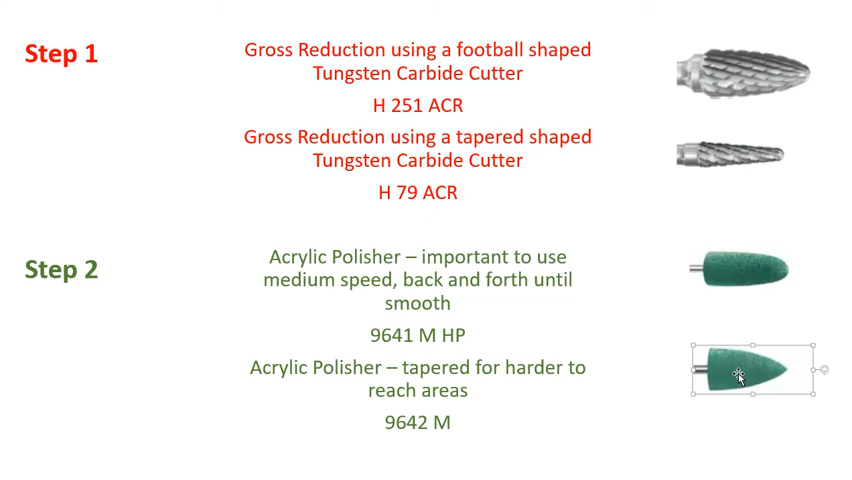 Step 1
Gross Reduction using a football shaped
Tungsten Carbide Cutter
H 251 ACR
Gross Reduction using a tapered shaped
Tungsten Carbide Cutter
H 79 ACR
Step 2
Acrylic Polisher – important to use
medium speed, back and forth until
smooth
9641 M HP
Acrylic Polisher – tapered for harder to
reach areas
9642 M